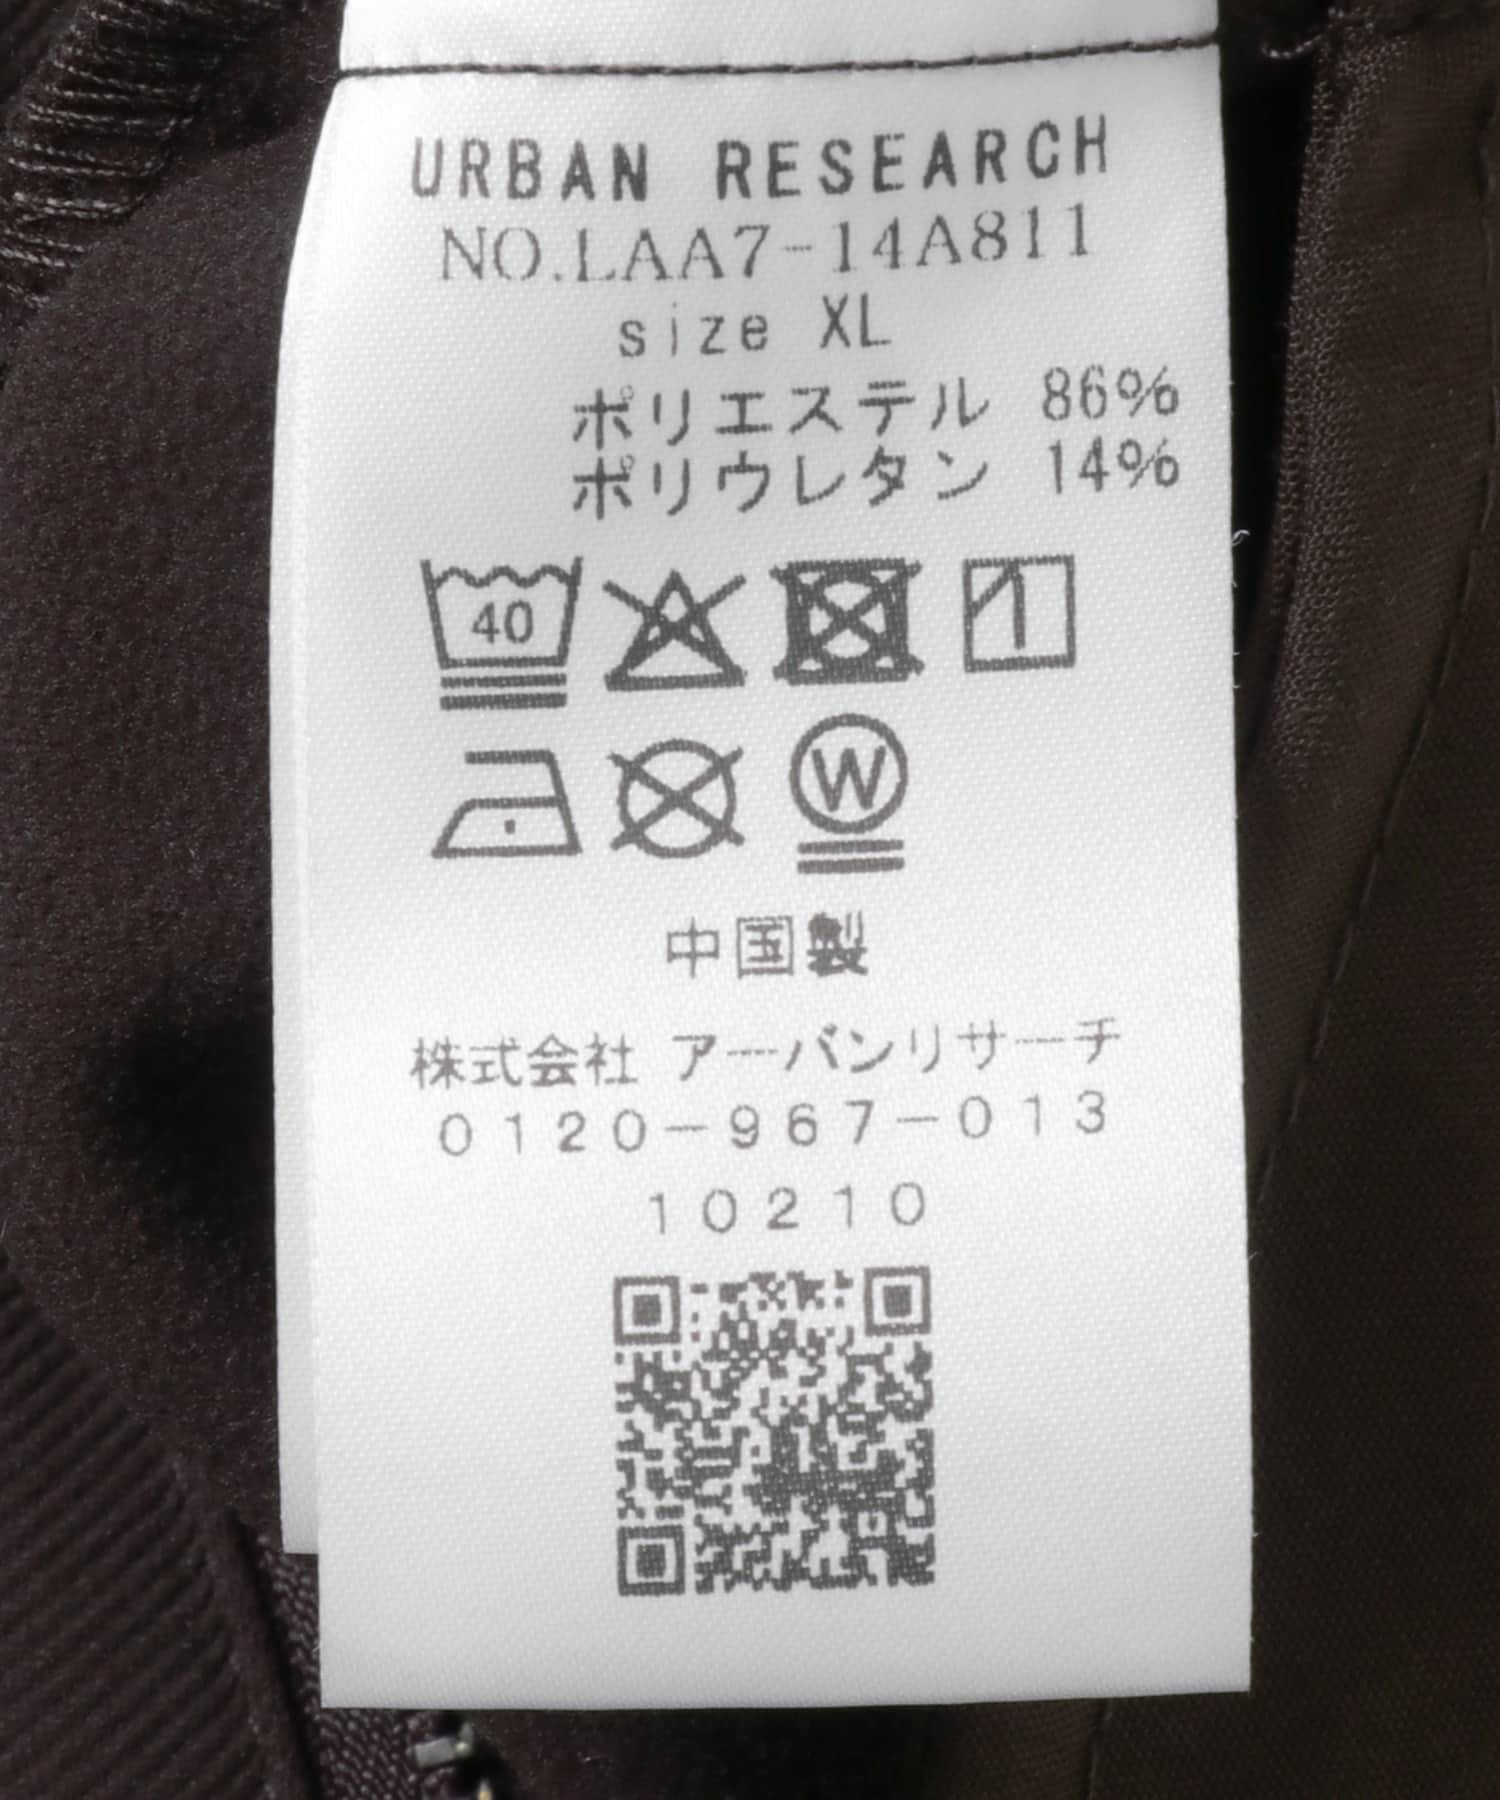 URBAN RESEARCH
NO.LAA7-14A811
size XL
ポリエステル 86%
ポリウレタン 14%
40
W
中国製
株式会社 アーバンリサーチ
0120-967-013
10210